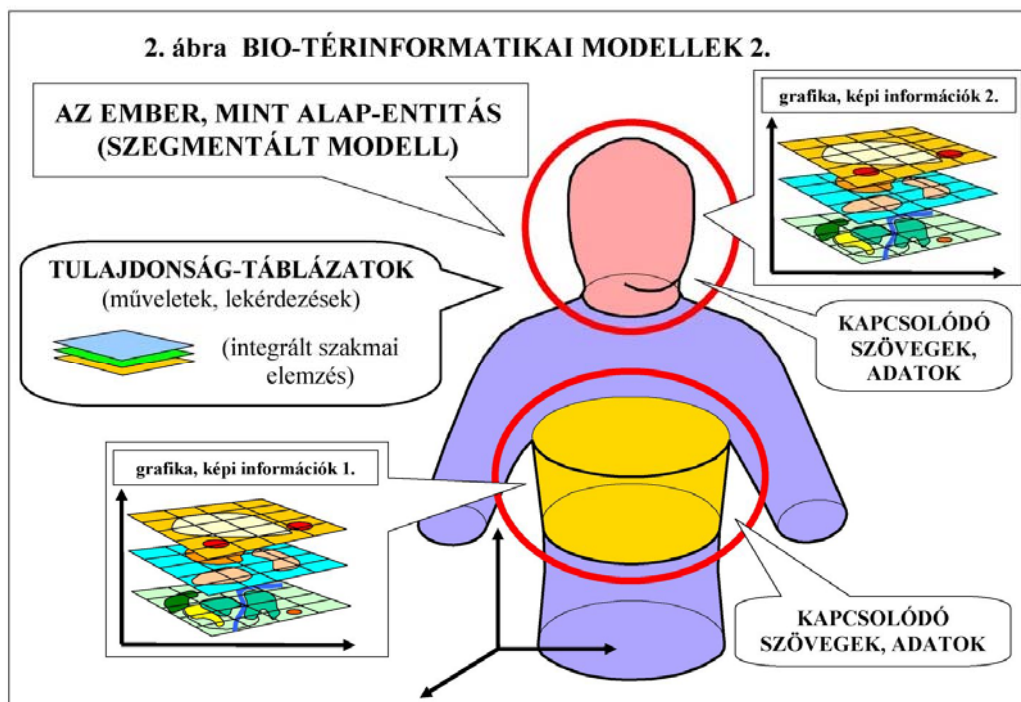 2. ábra BIO-TÉRINFORMATIKAI MODELLEK 2.
AZ EMBER, MINT ALAP-ENTITÁS
(SZEGMENTÁLT MODELL)
grafika, képi információk 2.
TULAJDONSÁG-TÁBLÁZATOK
(műveletek, lekérdezések)
(integrált szakmai
elemzés)
KAPCSOLÓDÓ
SZÖVEGEK,
ADATOK
grafika, képi információk 1.
KAPCSOLÓDÓ
SZÖVEGEK, ADATOK